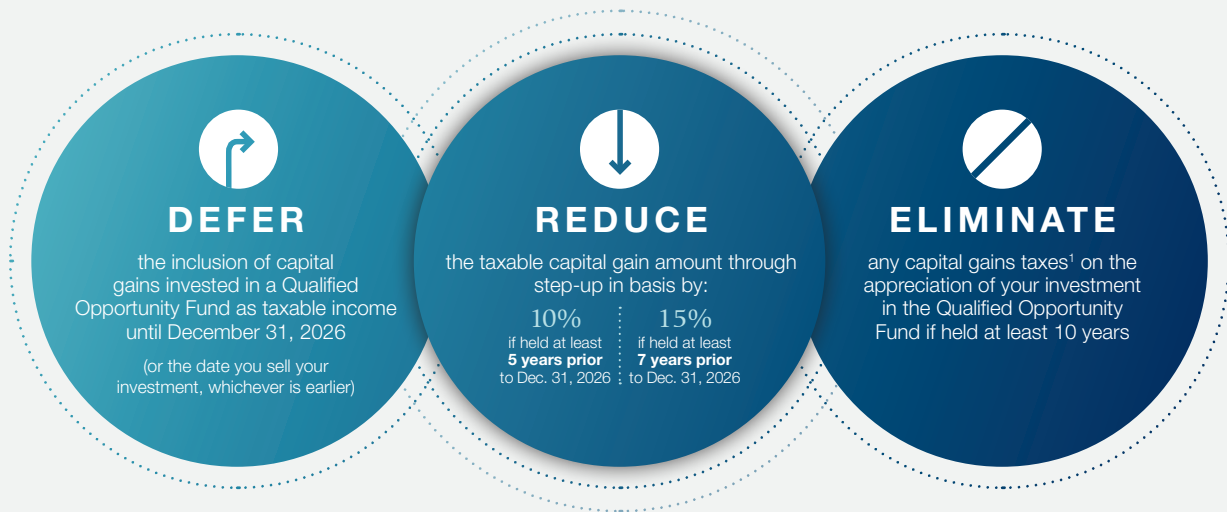 DEFER
the inclusion of capital
gains invested in a Qualified
Opportunity Fund as taxable income
until December 31, 2026
(or the date you sell your
investment, whichever is earlier)
REDUCE
the taxable capital gain amount through
step-up in basis by:
10%
if held at least
5 years prior
to Dec. 31, 2026
15%
if held at least
7 years prior
to Dec. 31, 2026
ELIMINATE
any capital gains taxes¹ on the
appreciation of your investment
in the Qualified Opportunity
Fund if held at least 10 years